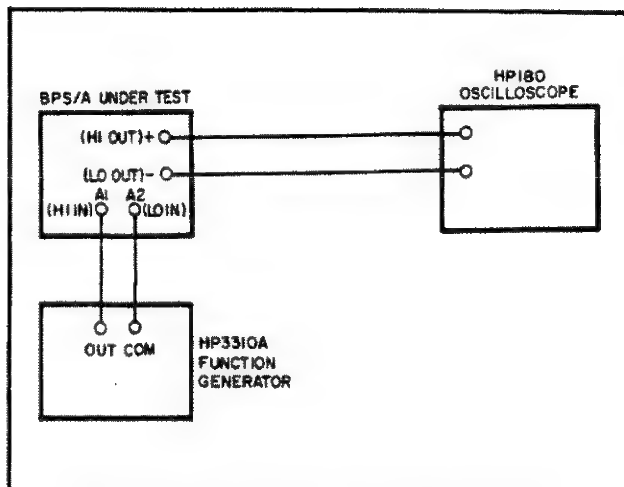 BPS/A UNDER TEST
HP180
OSCILLOSCOPE
(HI OUT)+
(LO OUT)-
A1 A2
(HI IN) (LO IN)
OUT COM
HP3310A
FUNCTION
GENERATOR